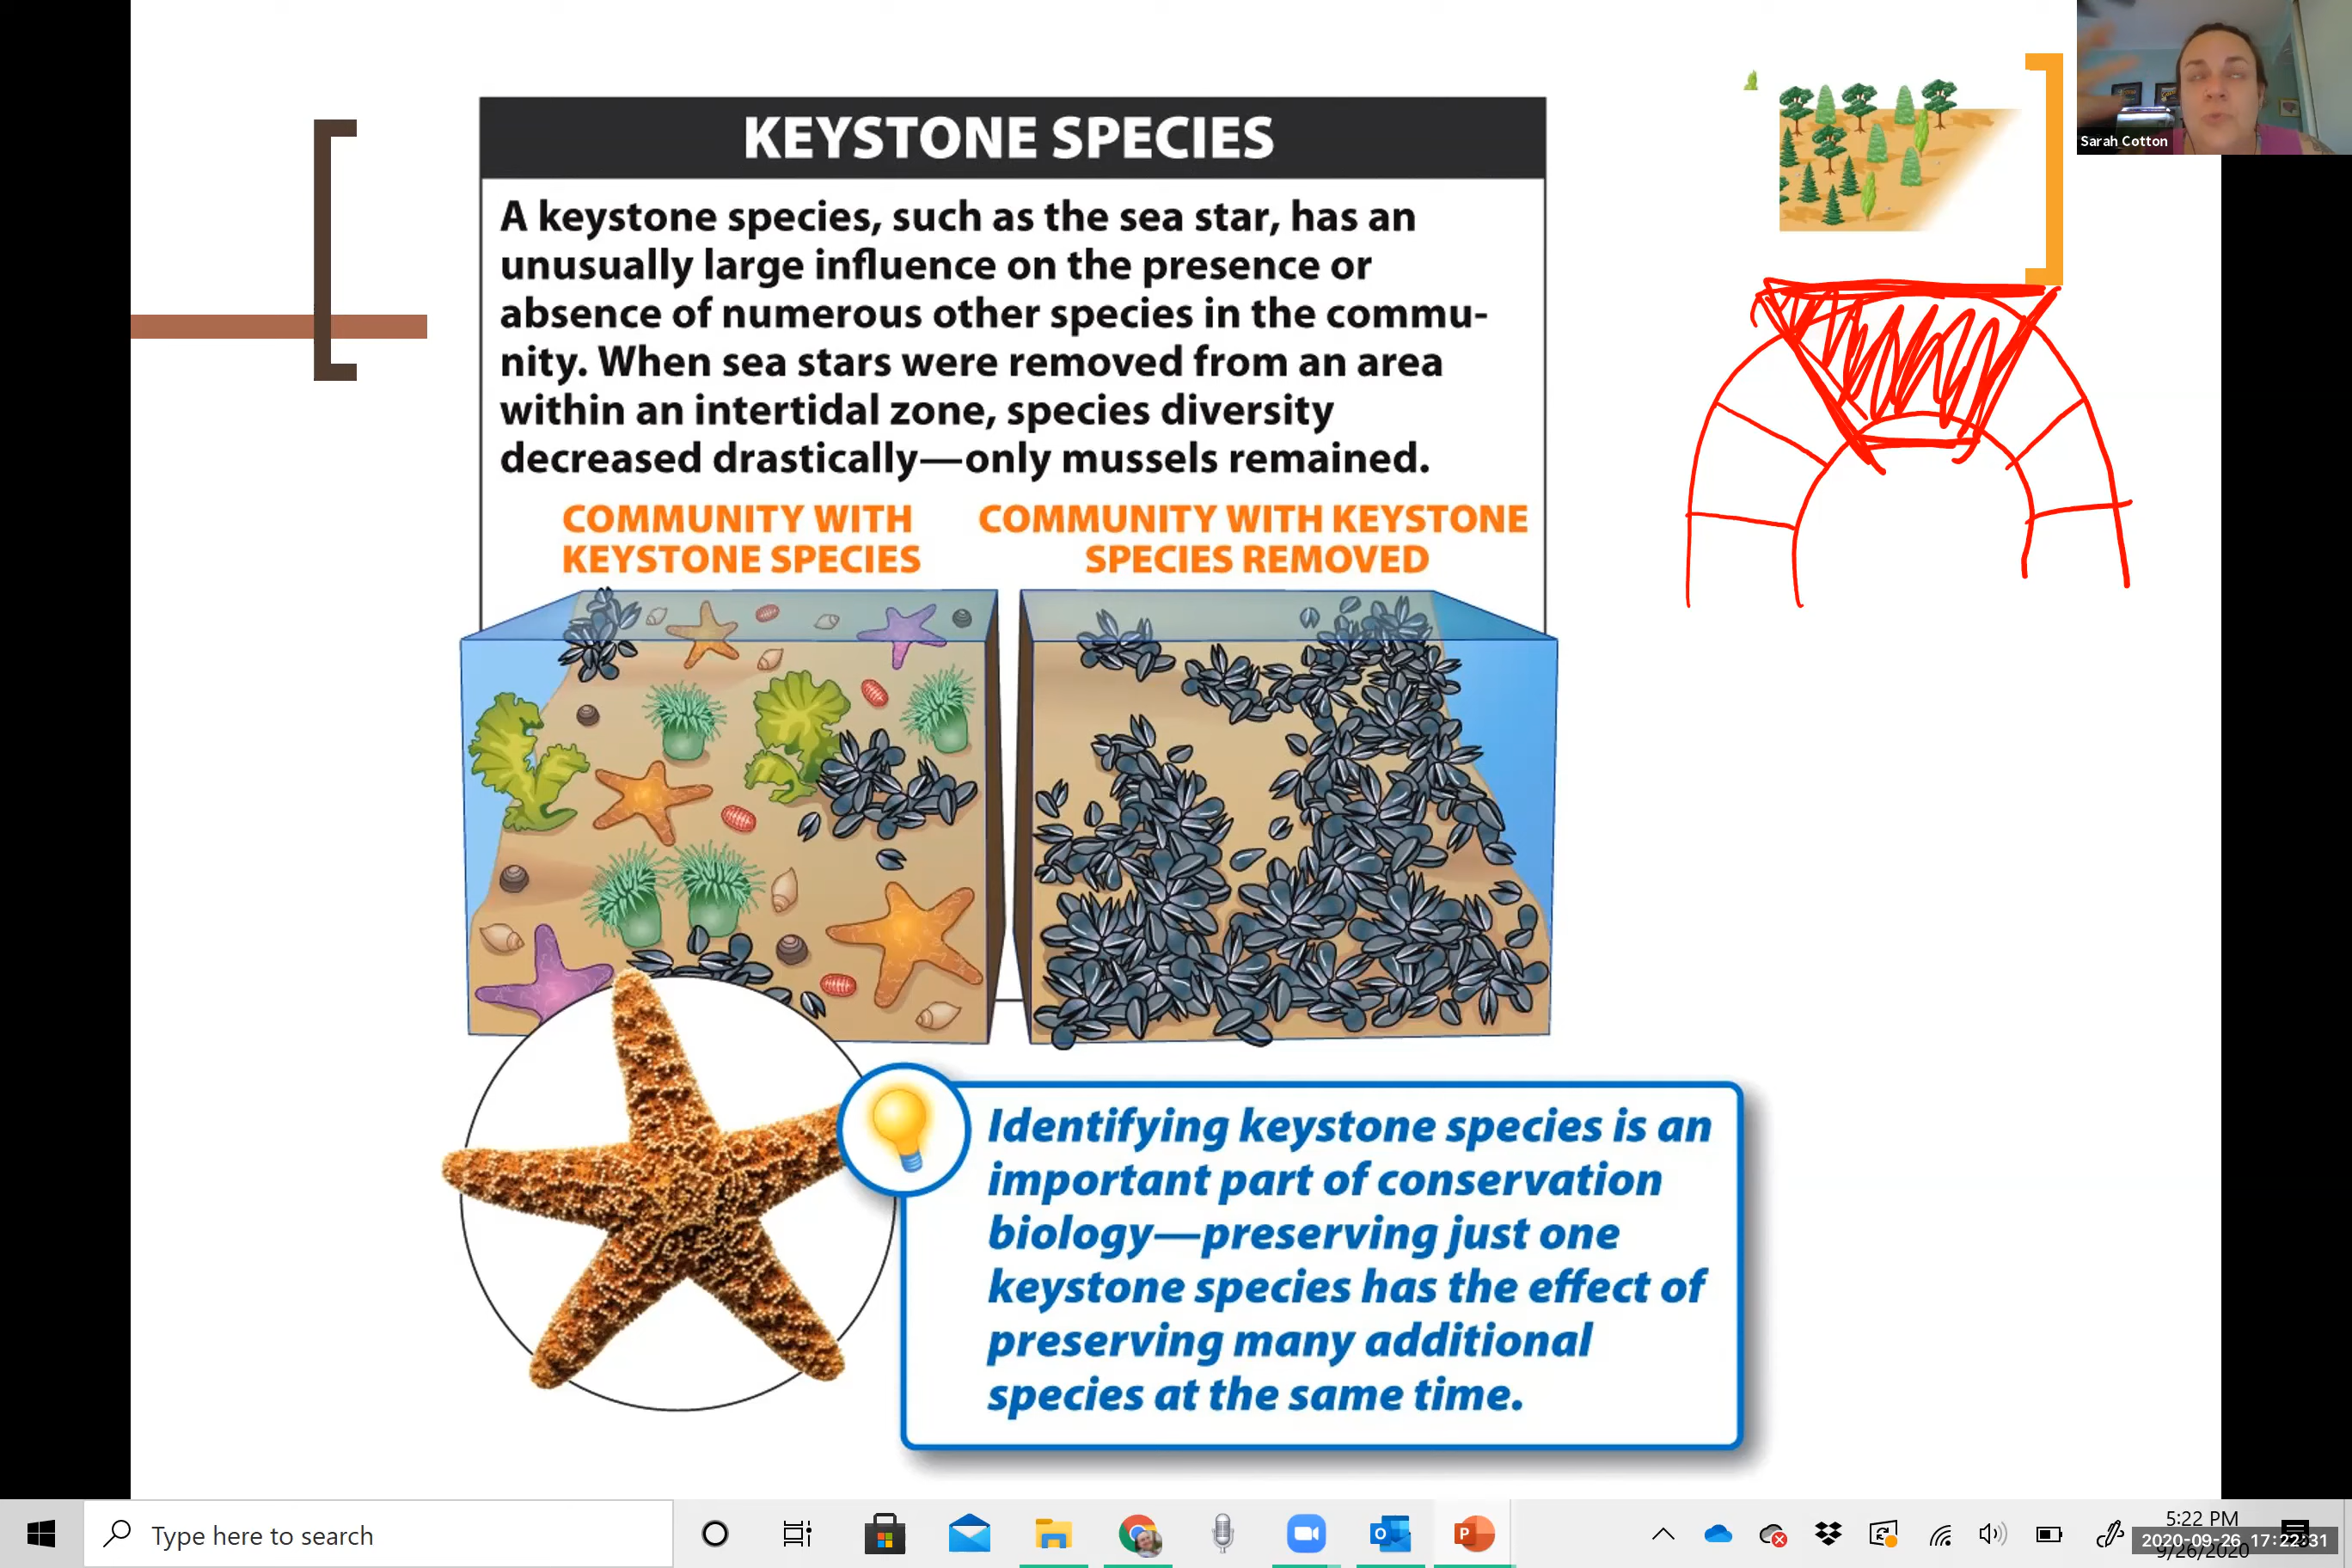 Sarah Cotton
KEYSTONE SPECIES
A keystone species, such as the sea star, has an
unusually large influence on the presence or
absence of numerous other species in the commu-
nity. When sea stars were removed from an area
within an intertidal zone, species diversity
decreased drastically—only mussels remained.
COMMUNITY WITH
KEYSTONE SPECIES
COMMUNITY WITH KEYSTONE
SPECIES REMOVED
Identifying keystone species is an
important part of conservation
biology—preserving just one
keystone species has the effect of
preserving many additional
species at the same time.
Type here to search
5:22 PM
2020-09-26 17:22:31
9/26/2020